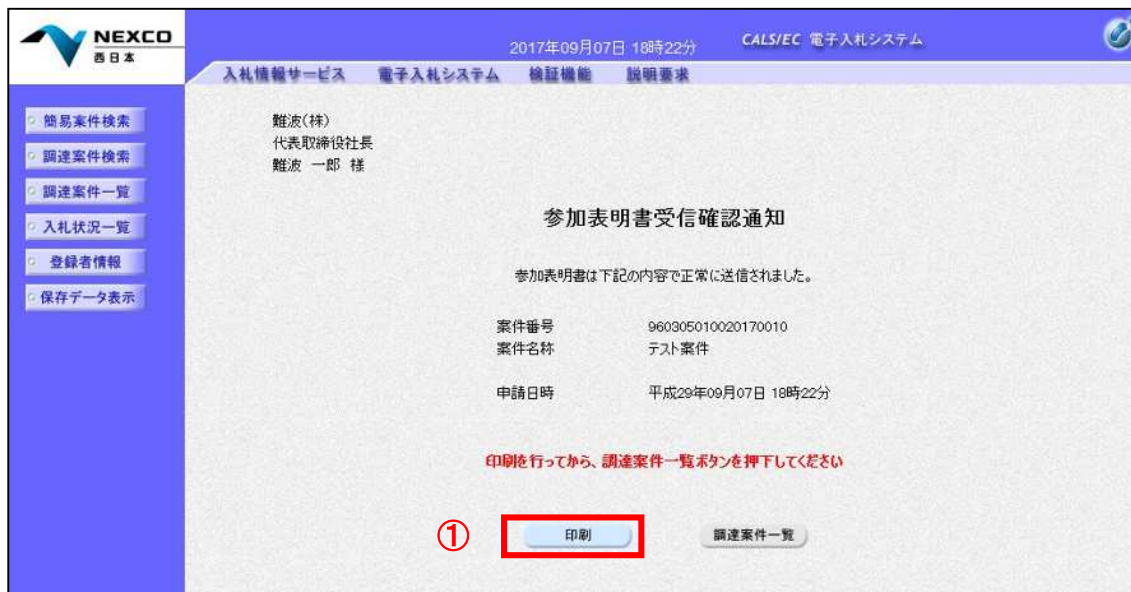 NEXCO
西日本
2017年09月07日 18時22分
CALS/EC 電子入札システム
入札情報サービス 電子入札システム 検証機能 説明要求
簡易案件検索
調達案件検索
調達案件一覧
入札状況一覧
登録者情報
保存データ表示
難波(株)
代表取締役社長
難波 一郎 様
参加表明書受信確認通知
参加表明書は下記の内容で正常に送信されました。
案件番号 960305010020170010
案件名称 テスト案件
申請日時 平成29年09月07日 18時22分
印刷を行ってから、調達案件一覧ボタンを押下してください
① 印刷 調達案件一覧